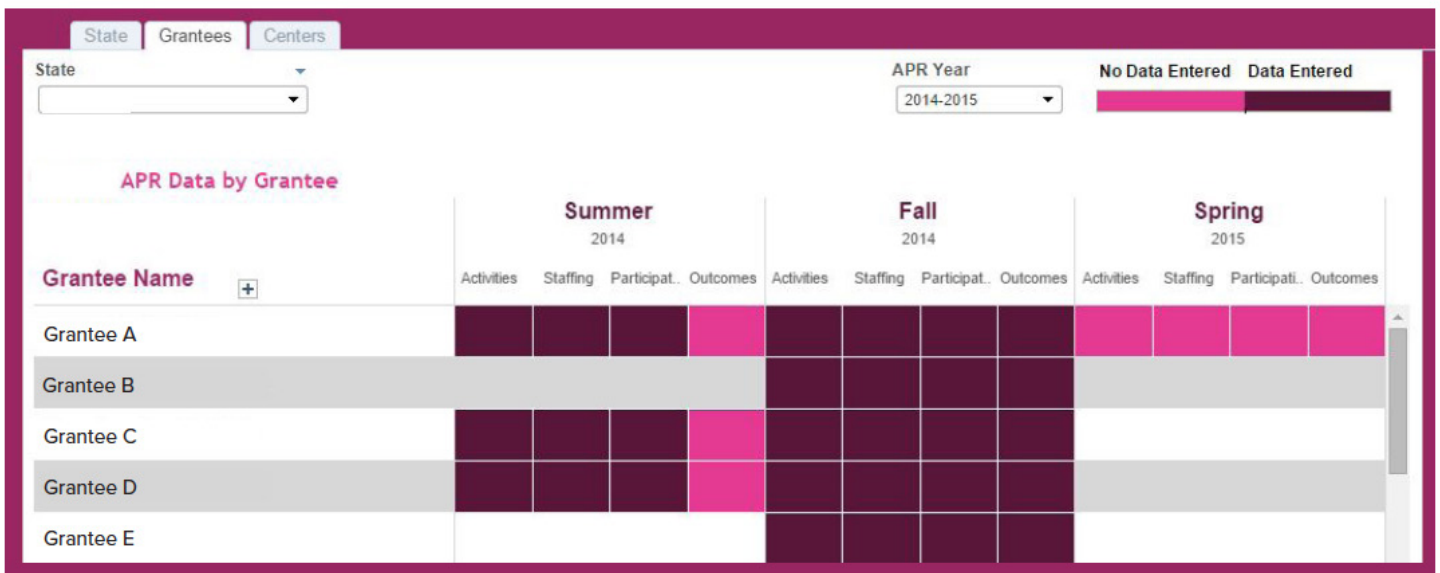 State Grantees Centers
State APR Year No Data Entered Data Entered
2014-2015
APR Data by Grantee
Summer Fall Spring
2014 2014 2015
Grantee Name Activities Staffing Participat.. Outcomes Activities Staffing Participat.. Outcomes Activities Staffing Participati.. Outcomes
Grantee A
Grantee B
Grantee C
Grantee D
Grantee E